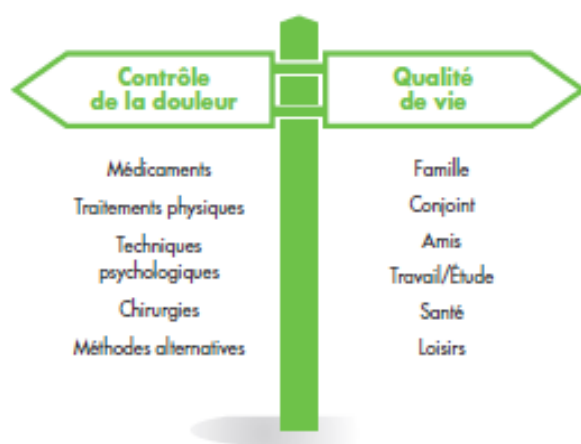 Contrôle
de la douleur
Qualité
de vie
Médicaments
Traitements physiques
Techniques
psychologiques
Chirurgies
Méthodes alternatives
Famille
Conjoint
Amis
Travail/Étude
Santé
Loisirs